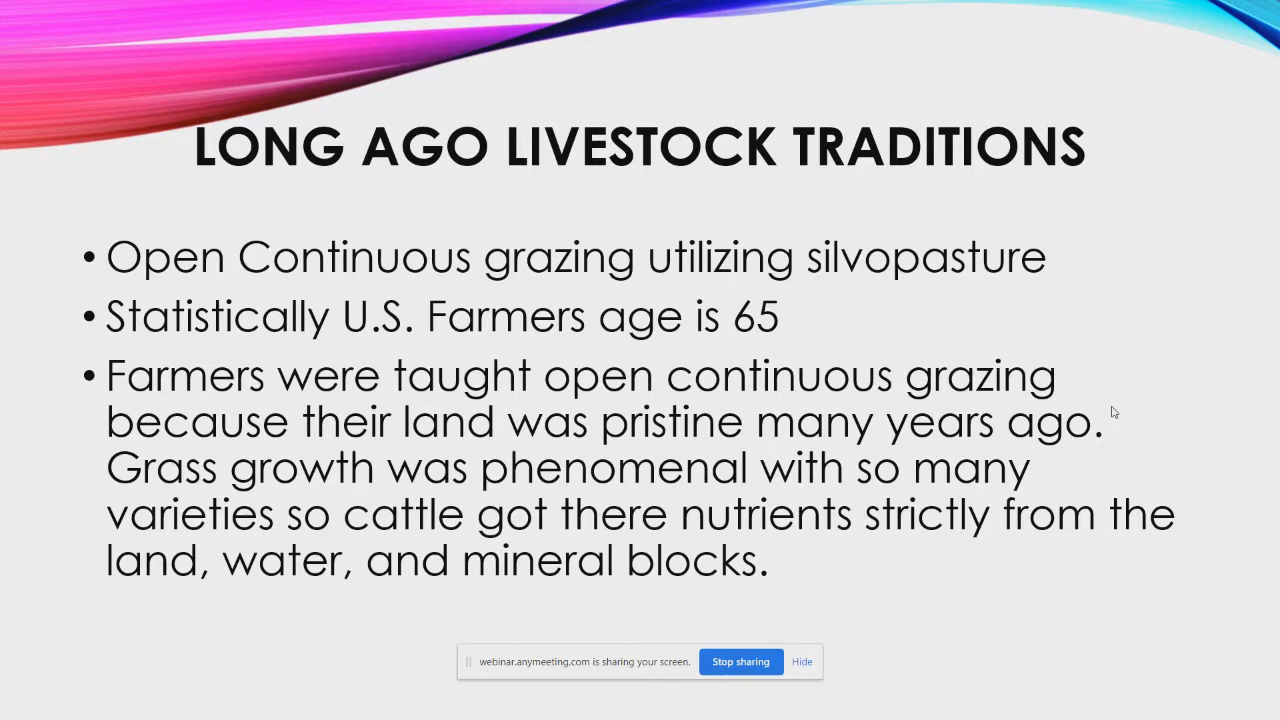 LONG AGO LIVESTOCK TRADITIONS
• Open Continuous grazing utilizing silvopasture
• Statistically U.S. Farmers age is 65
• Farmers were taught open continuous grazing
because their land was pristine many years ago.
Grass growth was phenomenal with so many
varieties so cattle got there nutrients strictly from the
land, water, and mineral blocks.
webinar.anymeeting.com is sharing your screen. Stop sharing Hide